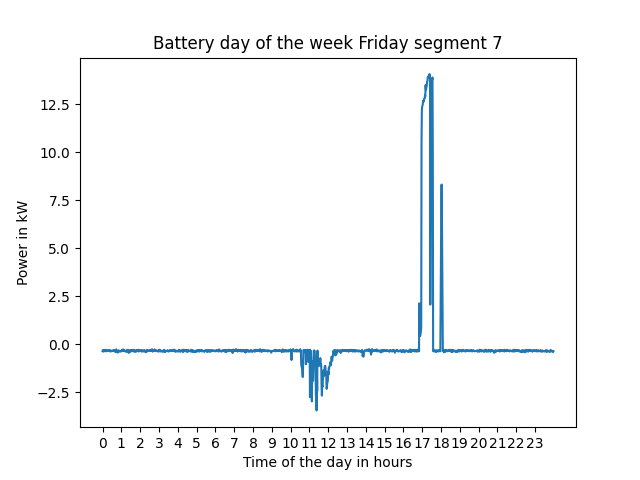 Battery day of the week Friday segment 7
Power in kW
12.5
10.0
7.5
5.0
2.5
0.0
−2.5
0 1 2 3 4 5 6 7 8 9 10 11 12 13 14 15 16 17 18 19 20 21 22 23
Time of the day in hours